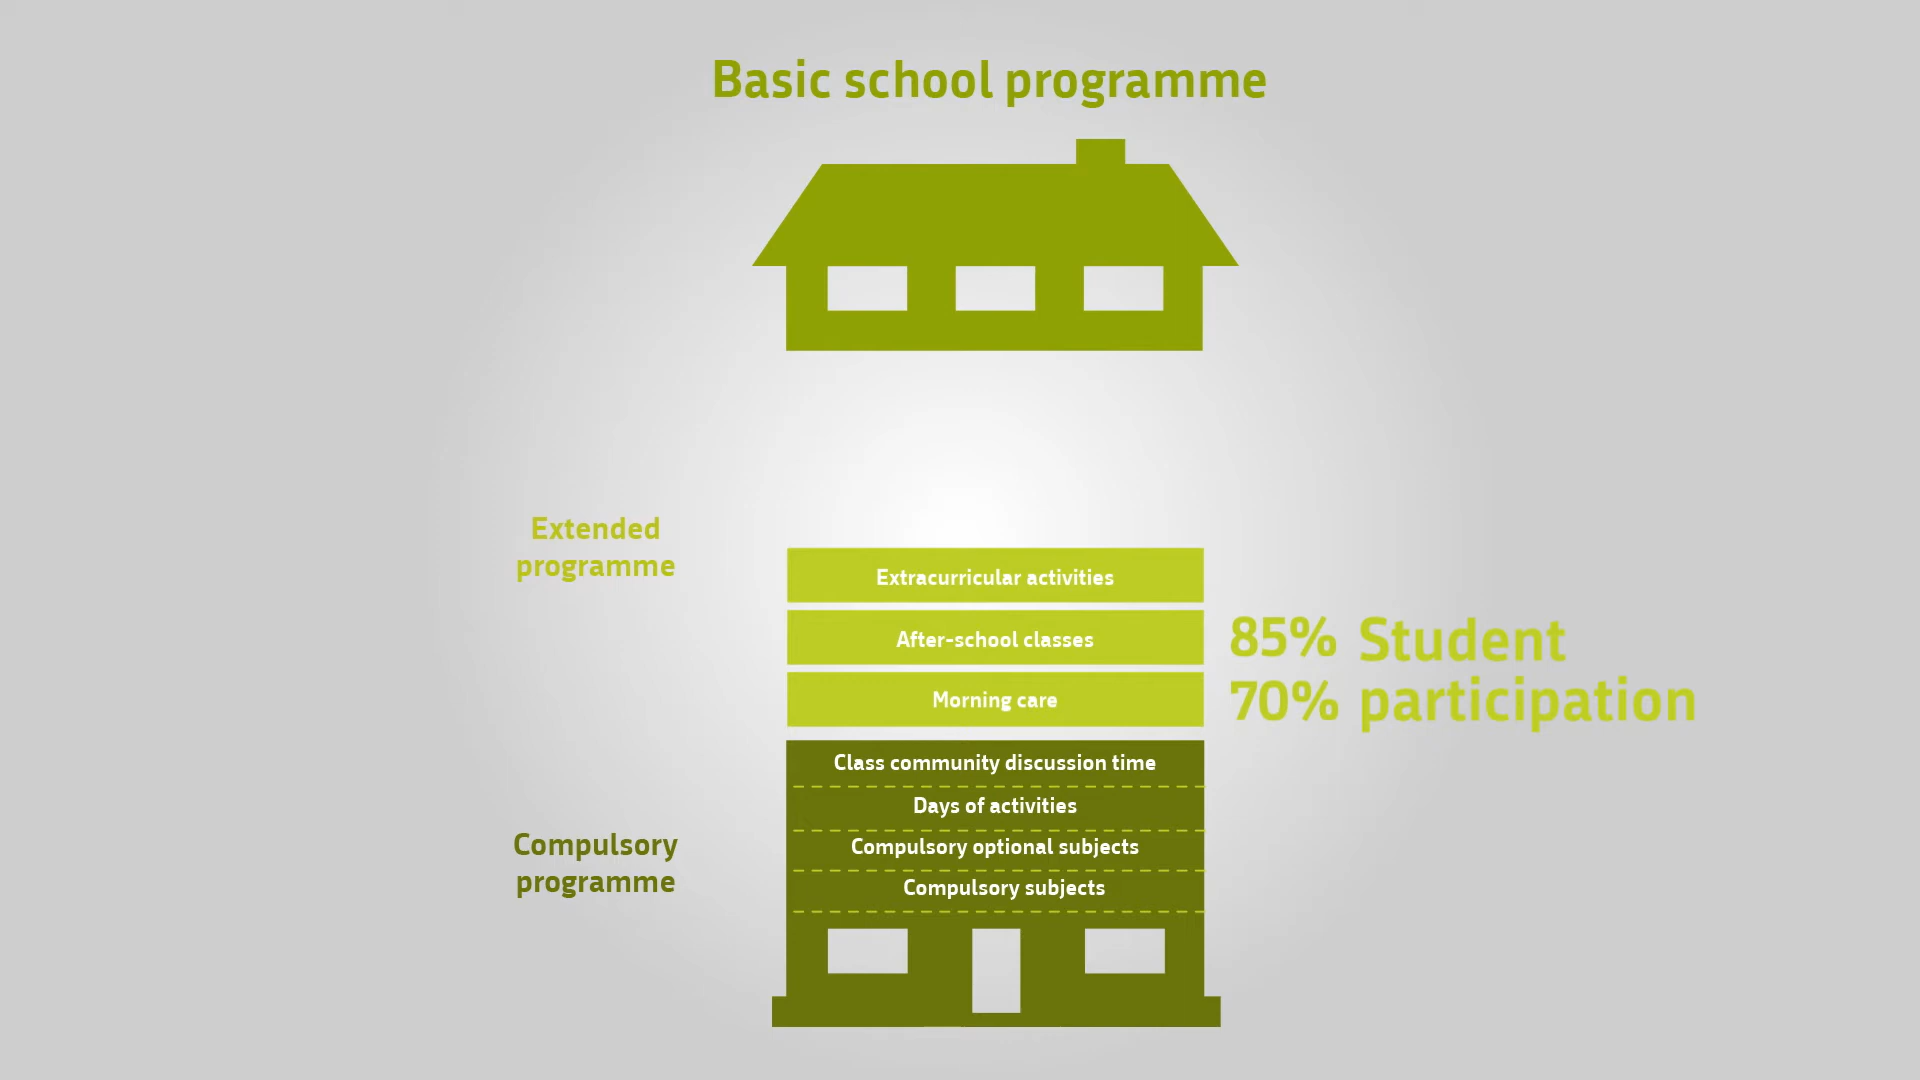 Basic school programme
Extended
programme
Extracurricular activities
After-school classes
85% Student
Morning care
70% participation
Class community discussion time
Days of activities
Compulsory optional subjects
Compulsory subjects
Compulsory
programme